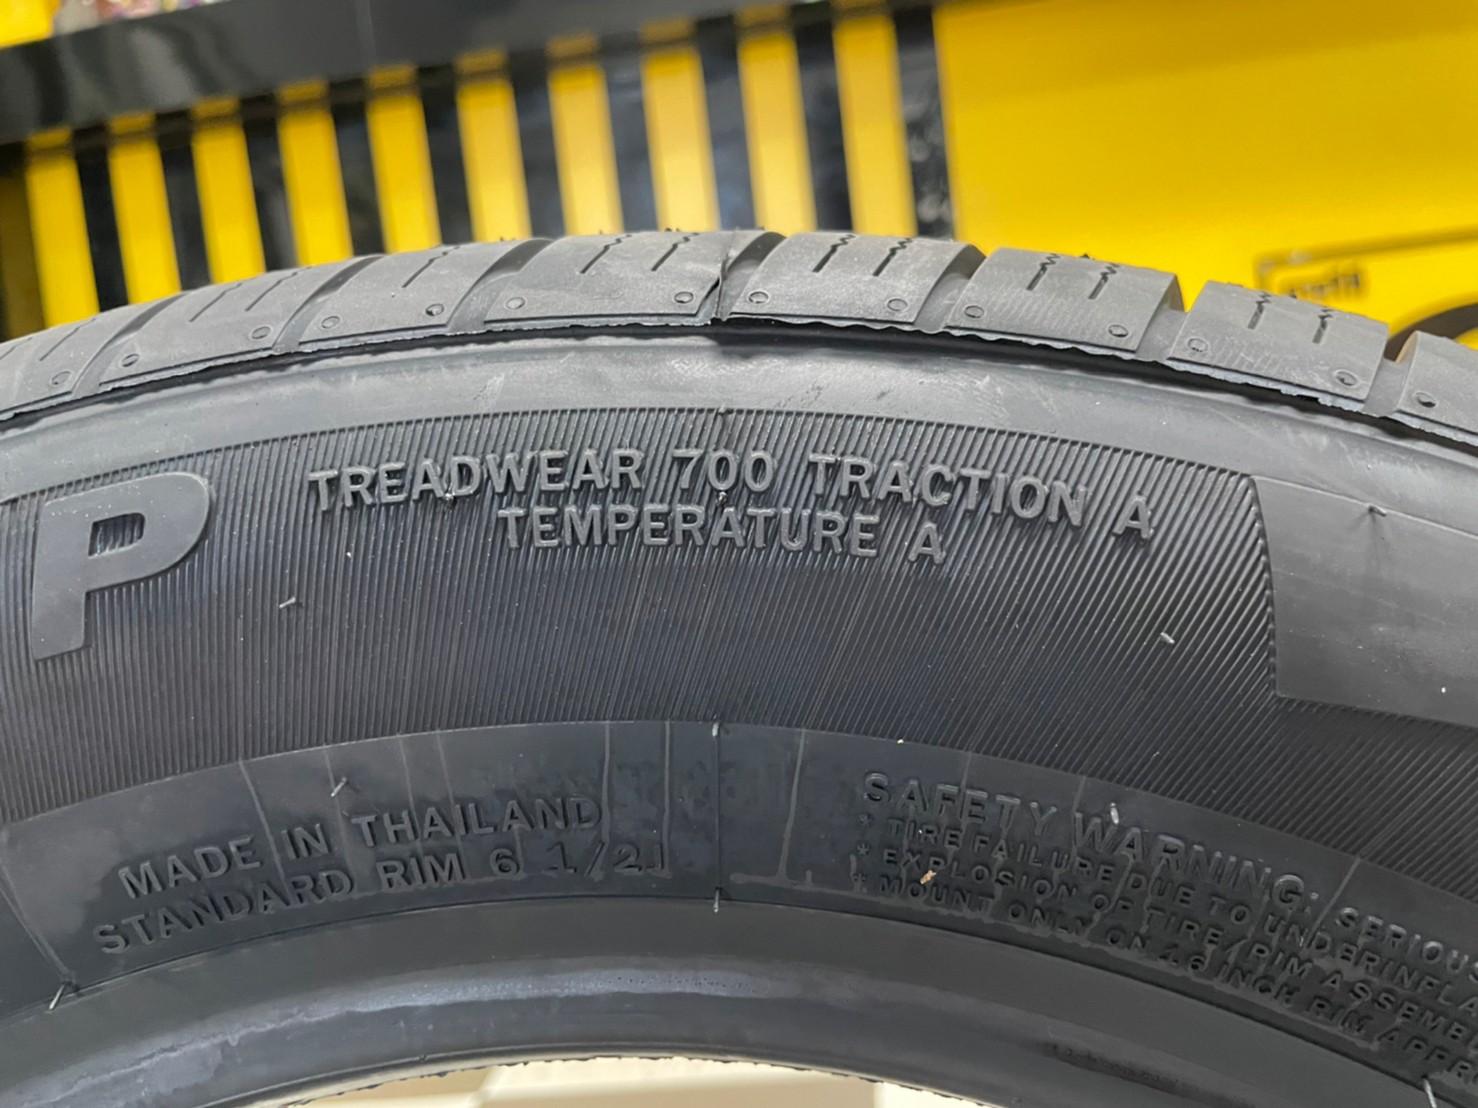 P
TREADWEAR 700 TRACTION A
TEMPERATURE A
MADE IN THAILAND
STANDARD RIM 6 1/2J
SAFETY WARNING: SERIOUS
* TIRE FAILURE DUE TO UNDERINFLA
* EXPLOSION OF TIRE/RIM ASSEMB
* MOUNT ONLY ON 16 INCH RIM APPR